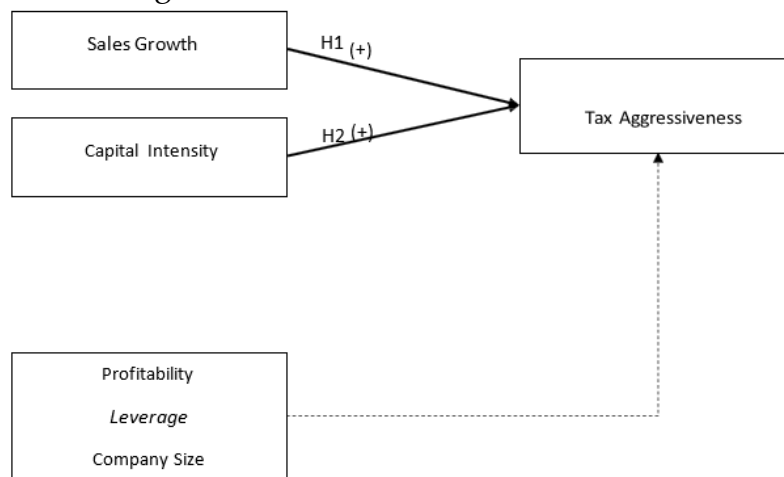 Sales Growth
H1 (+)
Capital Intensity
H2 (+)
Tax Aggressiveness
Profitability
Leverage
Company Size